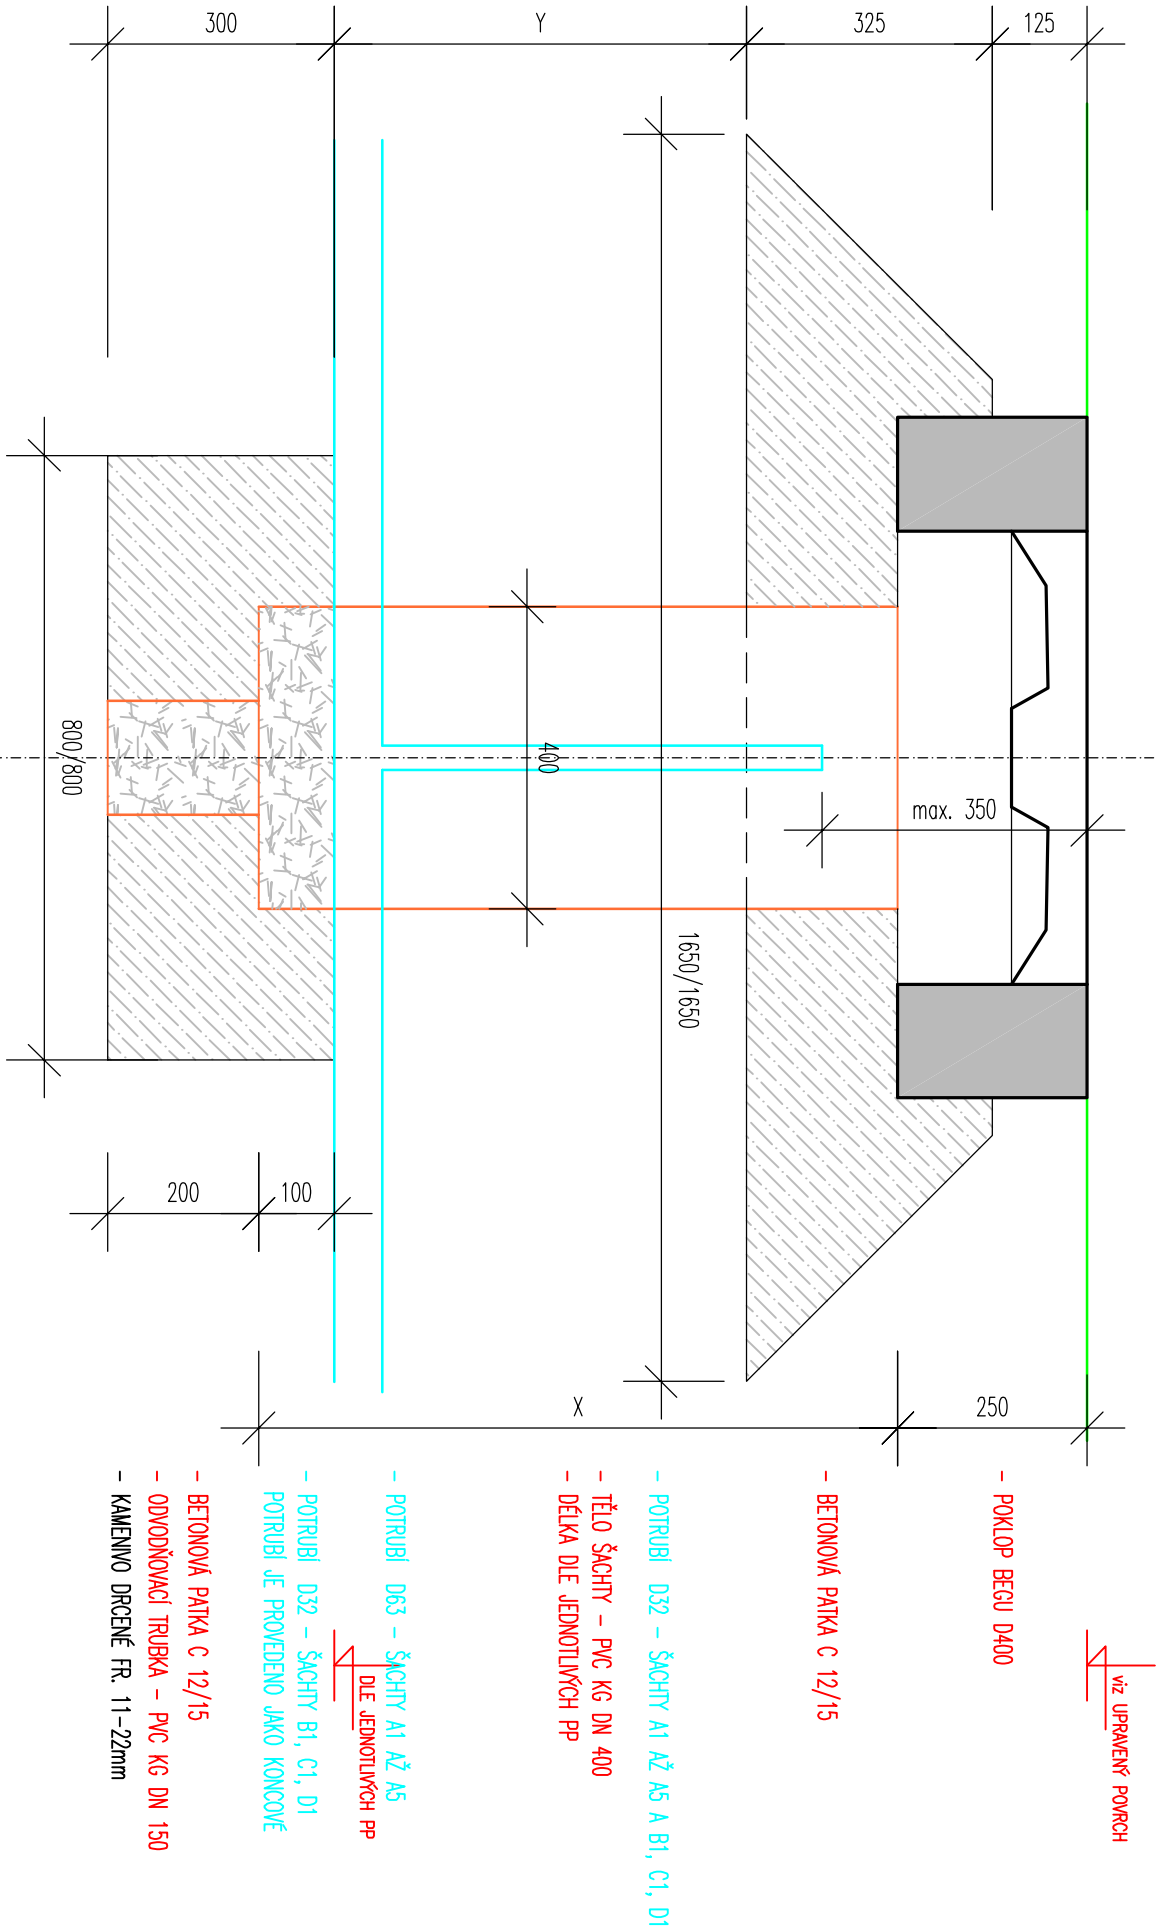 300
Y
325
125
800/800
400
1650/1650
max. 350
200
100
X
250
viz UPRAVENÝ POVRCH
- POKLOP BEGU D400
- BETONOVÁ PATKA C 12/15
- POTRUBÍ D32 - ŠACHTY A1 AŽ A5 A B1, C1, D1
- TĚLO ŠACHTY - PVC KG DN 400
- DÉLKA DLE JEDNOTLIVÝCH PP
- POTRUBÍ D63 - ŠACHTY A1 AŽ A5
DLE JEDNOTLIVÝCH PP
- POTRUBÍ D32 - ŠACHTY B1, C1, D1
POTRUBÍ JE PROVEDENO JAKO KONCOVÉ
- BETONOVÁ PATKA C 12/15
- ODVODŇOVACÍ TRUBKA - PVC KG DN 150
- KAMENIVO DRCENÉ FR. 11-22mm